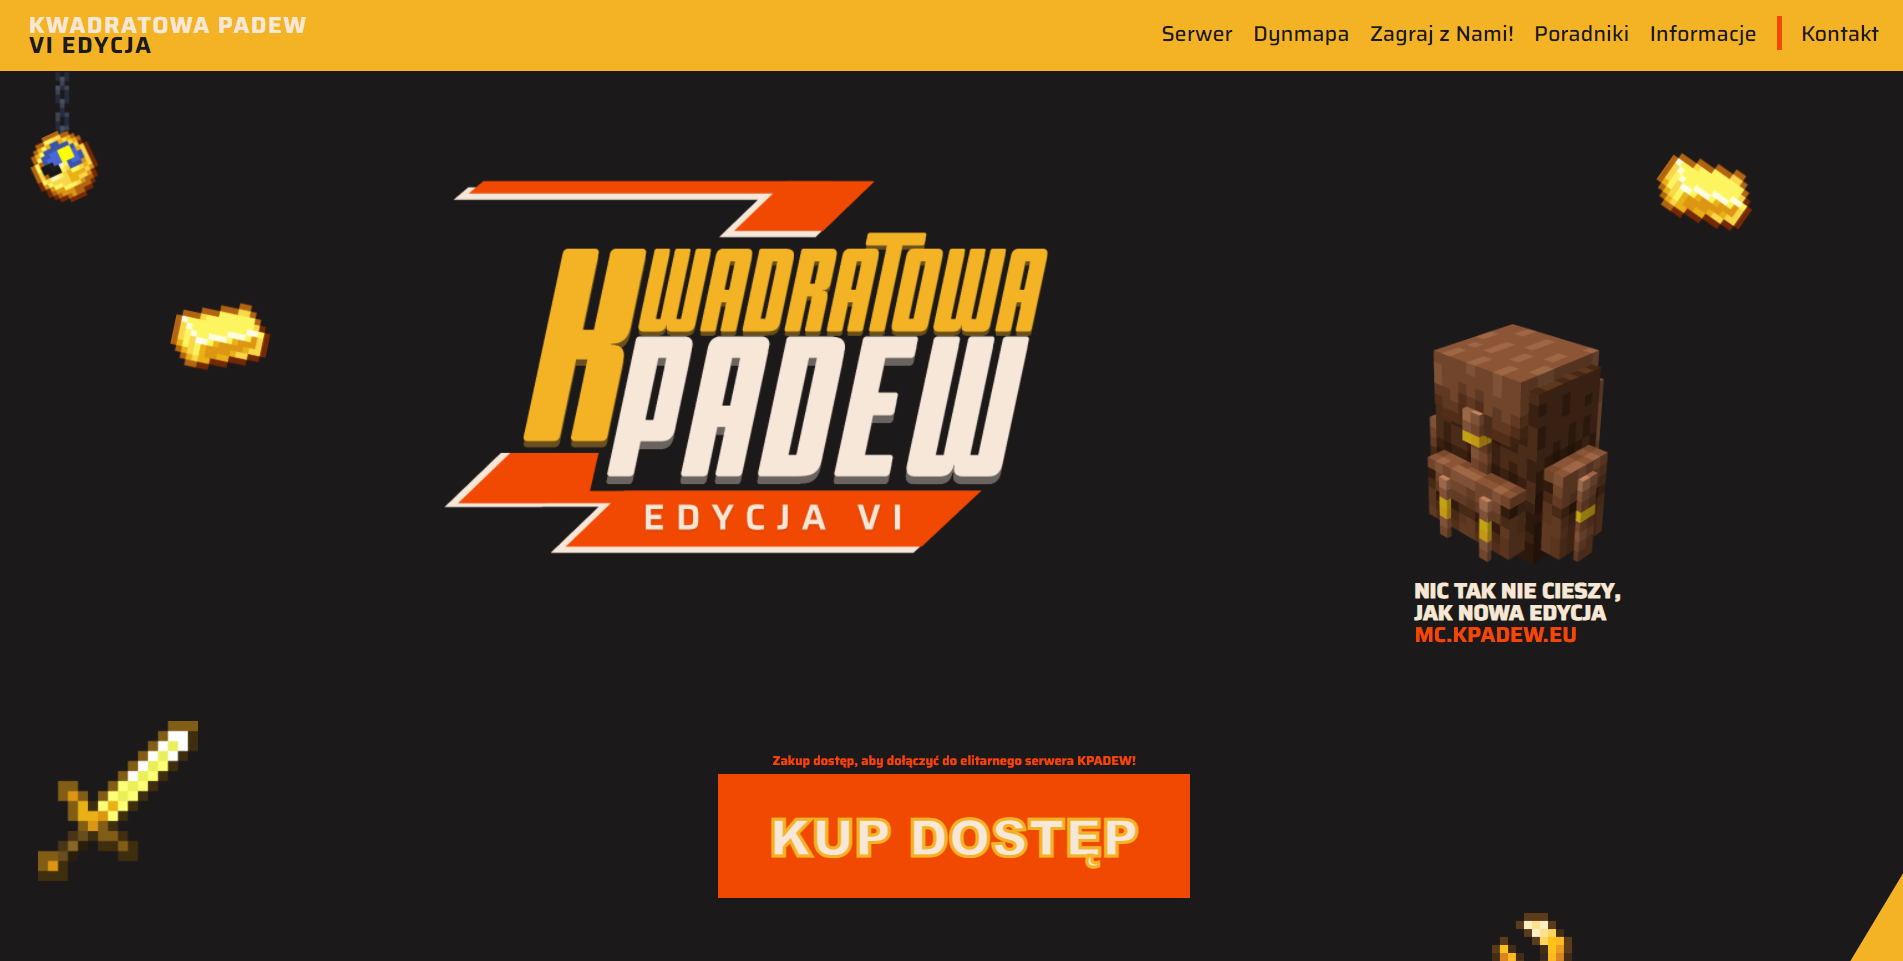 KWADRATOWA PADEW
VI EDYCJA
Serwer Dynmapa Zagraj z Nami! Poradniki Informacje Kontakt
KWADRATOWA
PADEW
EDYCJA VI
NIC TAK NIE CIESZY,
JAK NOWA EDYCJA
MC.KPADEW.EU
Zakup dostęp, aby dołączyć do elitarnego serwera KPADEW!
KUP DOSTĘP